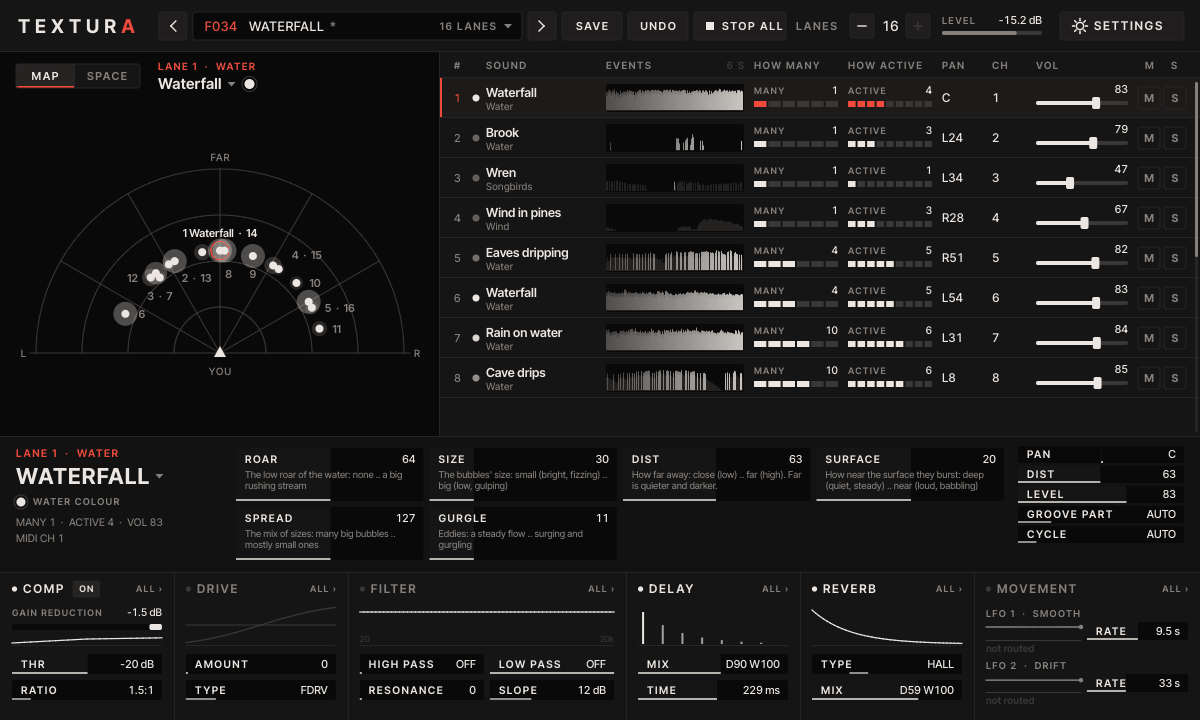 TEXTURA
F034 WATERFALL * 16 LANES
SAVE UNDO STOP ALL LANES 16 LEVEL -15.2 dB SETTINGS
MAP SPACE
LANE 1 · WATER
Waterfall
FAR
1 Waterfall · 14
4 · 15
12 2 · 13 8 9
10
3 · 7
6
5 · 16
11
L R
YOU
# SOUND EVENTS 6 S HOW MANY HOW ACTIVE PAN CH VOL M S
1 Waterfall Water MANY 1 ACTIVE 4 C 1 83 M S
2 Brook Water MANY 1 ACTIVE 3 L24 2 79 M S
3 Wren Songbirds MANY 1 ACTIVE 1 L34 3 47 M S
4 Wind in pines Wind MANY 1 ACTIVE 3 R28 4 67 M S
5 Eaves dripping Water MANY 4 ACTIVE 5 R51 5 82 M S
6 Waterfall Water MANY 4 ACTIVE 5 L54 6 83 M S
7 Rain on water Water MANY 10 ACTIVE 6 L31 7 84 M S
8 Cave drips Water MANY 10 ACTIVE 6 L8 8 85 M S
LANE 1 · WATER
WATERFALL
WATER COLOUR
MANY 1 · ACTIVE 4 · VOL 83
MIDI CH 1
ROAR 64
The low roar of the water: none .. a big
rushing stream
SIZE 30
The bubbles' size: small (bright, fizzing) ..
big (low, gulping)
DIST 63
How far away: close (low) .. far (high). Far
is quieter and darker.
SURFACE 20
How near the surface they burst: deep
(quiet, steady) .. near (loud, babbling)
SPREAD 127
The mix of sizes: many big bubbles ..
mostly small ones
GURGLE 11
Eddies: a steady flow .. surging and
gurgling
PAN C
DIST 63
LEVEL 83
GROOVE PART AUTO
CYCLE AUTO
COMP ON ALL ›
GAIN REDUCTION -1.5 dB
THR -20 dB
RATIO 1.5:1
DRIVE ALL ›
AMOUNT 0
TYPE FDRV
FILTER ALL ›
20 20k
HIGH PASS OFF LOW PASS OFF
RESONANCE 0 SLOPE 12 dB
DELAY ALL ›
MIX D90 W100
TIME 229 ms
REVERB ALL ›
TYPE HALL
MIX D59 W100
MOVEMENT ALL ›
LFO 1 · SMOOTH
RATE 9.5 s
not routed
LFO 2 · DRIFT
RATE 33 s
not routed